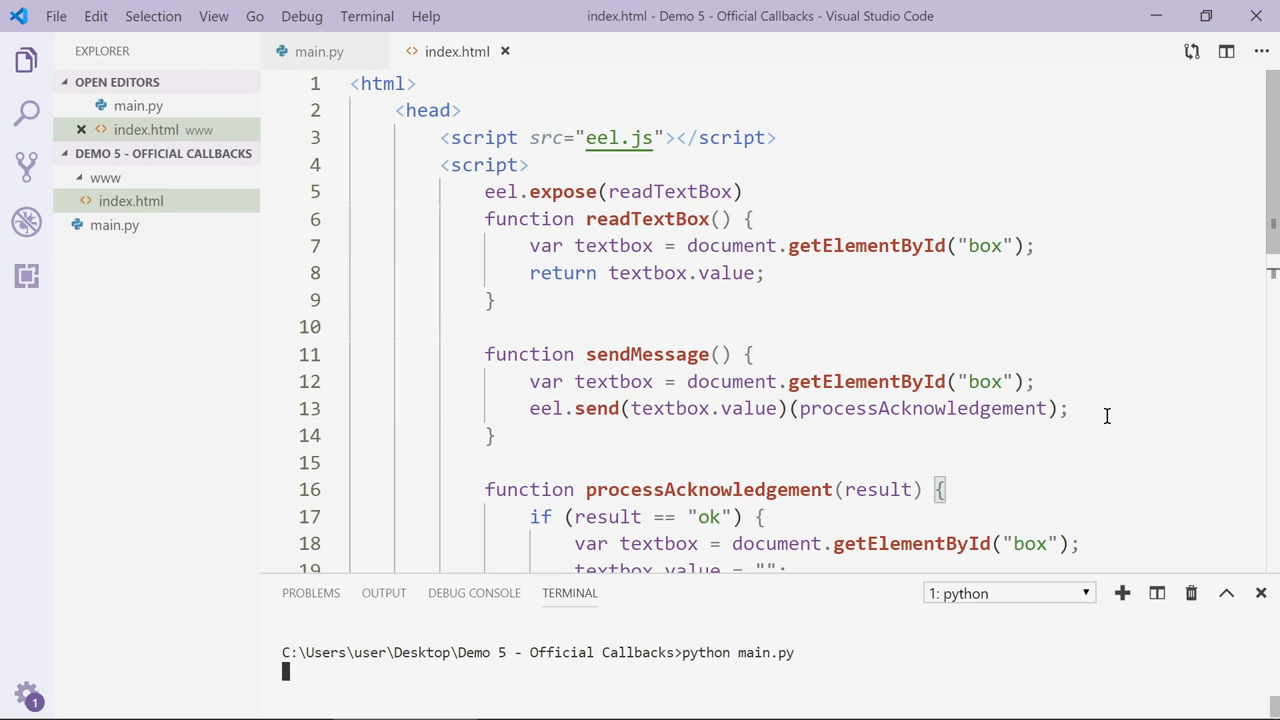 File Edit Selection View Go Debug Terminal Help index.html - Demo 5 - Official Callbacks - Visual Studio Code
EXPLORER
OPEN EDITORS
main.py
index.html www
DEMO 5 - OFFICIAL CALLBACKS
www
index.html
main.py
1
main.py index.html
1 <html>
2 <head>
3 <script src="eel.js"></script>
4 <script>
5 eel.expose(readTextBox)
6 function readTextBox() {
7 var textbox = document.getElementById("box");
8 return textbox.value;
9 }
10
11 function sendMessage() {
12 var textbox = document.getElementById("box");
13 eel.send(textbox.value)(processAcknowledgement);
14 }
15
16 function processAcknowledgement(result) {
17 if (result == "ok") {
18 var textbox = document.getElementById("box");
19 textbox.value = "";
PROBLEMS OUTPUT DEBUG CONSOLE TERMINAL 1: python
C:\Users\user\Desktop\Demo 5 - Official Callbacks>python main.py